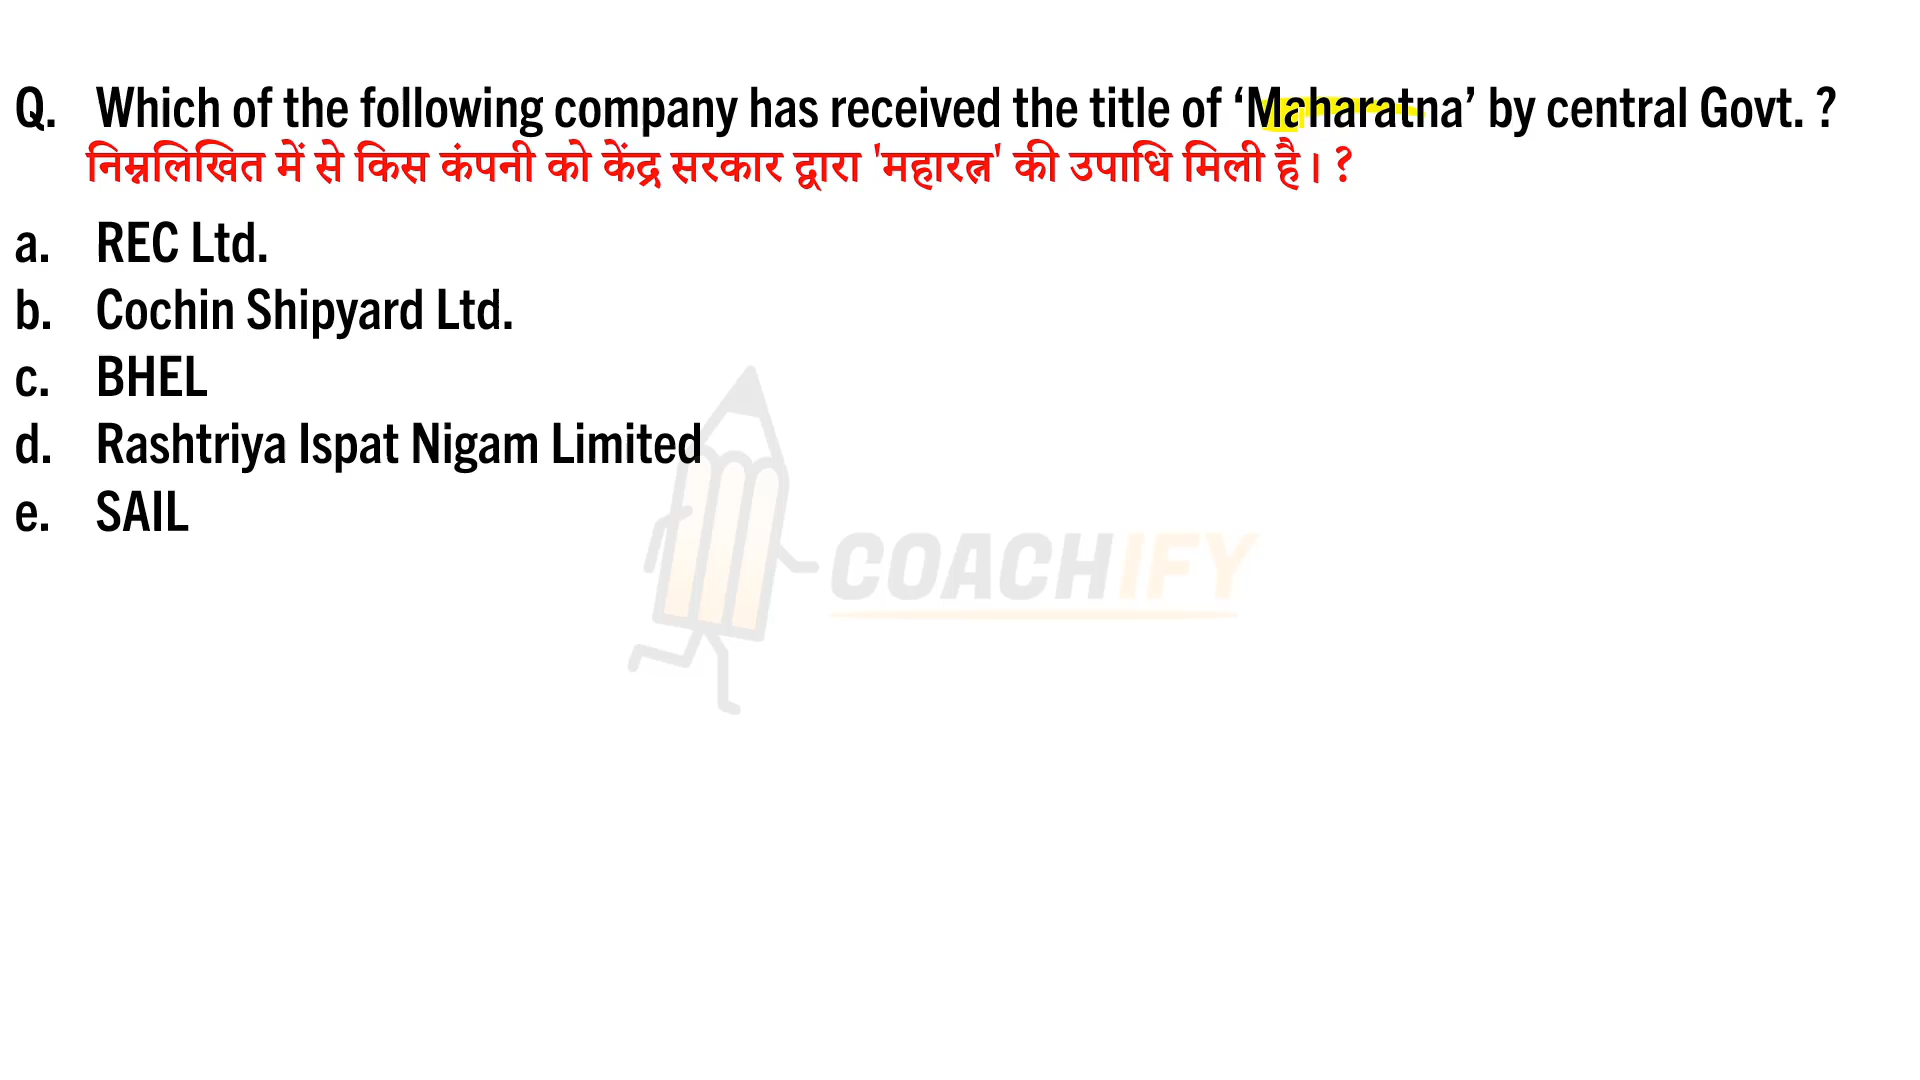 Q. Which of the following company has received the title of ‘Maharatna’ by central Govt. ?
निम्नलिखित में से किस कंपनी को केंद्र सरकार द्वारा 'महारत्न' की उपाधि मिली है। ?
a. REC Ltd.
b. Cochin Shipyard Ltd.
c. BHEL
d. Rashtriya Ispat Nigam Limited
e. SAIL
COACHIFY